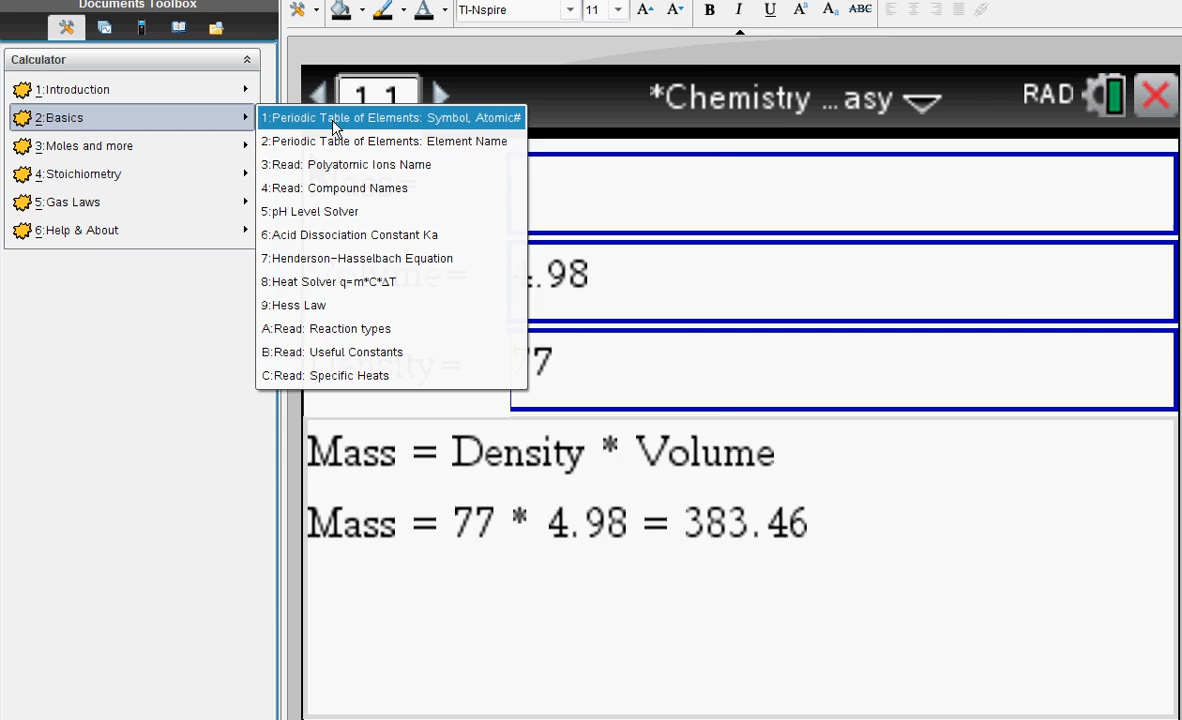 Documents Toolbox
TI-Nspire
11
B I U ABC
Calculator
1:Introduction
2:Basics
3:Moles and more
4:Stoichiometry
5:Gas Laws
6:Help & About
1:Periodic Table of Elements: Symbol, Atomic#
2:Periodic Table of Elements: Element Name
3:Read: Polyatomic Ions Name
4:Read: Compound Names
5:pH Level Solver
6:Acid Dissociation Constant Ka
7:Henderson-Hasselbach Equation
8:Heat Solver q=m*C*ΔT
9:Hess Law
A:Read: Reaction types
B:Read: Useful Constants
C:Read: Specific Heats
1.1
*Chemistry ...asy
RAD
4.98
77
Mass = Density * Volume
Mass = 77 * 4.98 = 383.46